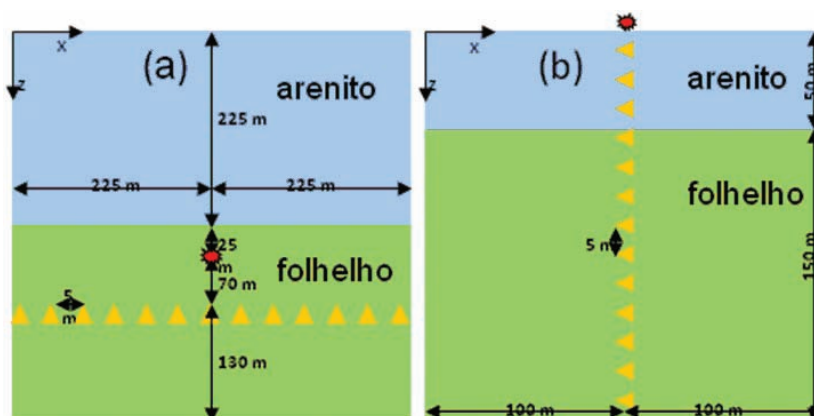 x
z
(a)
arenito
225 m
225 m
225 m
25
m
folhelho
70 m
5
m
130 m
x
z
(b)
arenito
50 m
folhelho
5 m
150 m
100 m
100 m